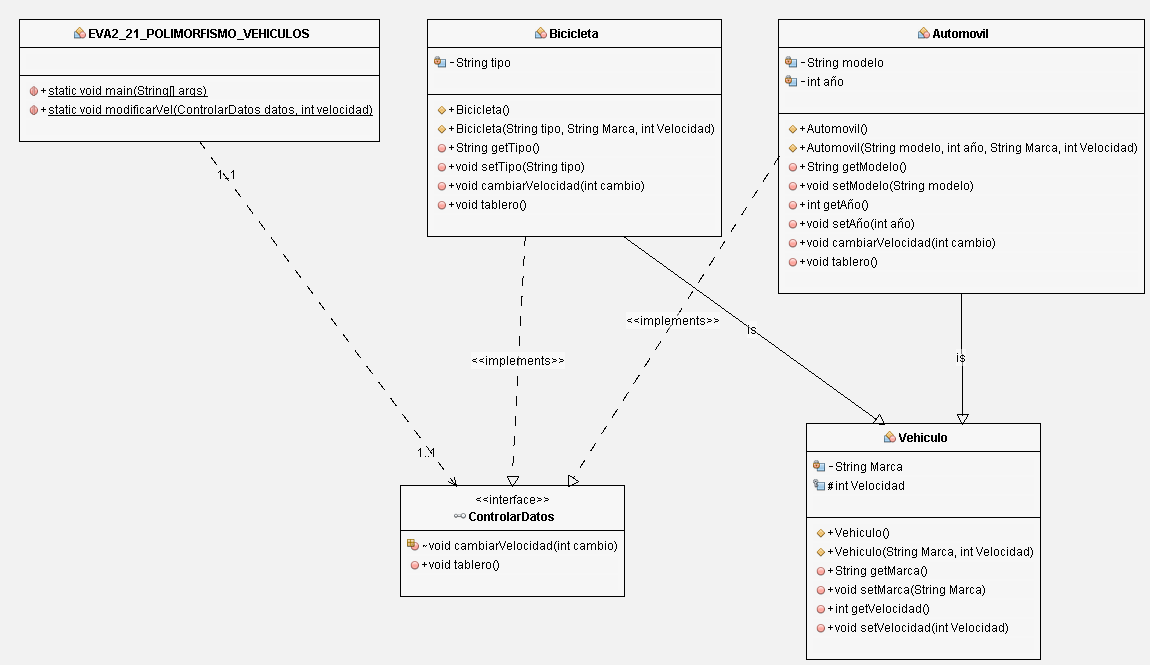 EVA2_21_POLIMORFISMO_VEHICULOS
+static void main(String[] args)
+static void modificarVel(ControlarDatos datos, int velocidad)
Bicicleta
-String tipo
+Bicicleta()
+Bicicleta(String tipo, String Marca, int Velocidad)
+String getTipo()
+void setTipo(String tipo)
+void cambiarVelocidad(int cambio)
+void tablero()
Automovil
-String modelo
-int año
+Automovil()
+Automovil(String modelo, int año, String Marca, int Velocidad)
+String getModelo()
+void setModelo(String modelo)
+int getAño()
+void setAño(int año)
+void cambiarVelocidad(int cambio)
+void tablero()
1..1
<<implements>>
<<implements>>
is
is
1..1
<<interface>>
ControlarDatos
~void cambiarVelocidad(int cambio)
+void tablero()
Vehiculo
-String Marca
#int Velocidad
+Vehiculo()
+Vehiculo(String Marca, int Velocidad)
+String getMarca()
+void setMarca(String Marca)
+int getVelocidad()
+void setVelocidad(int Velocidad)